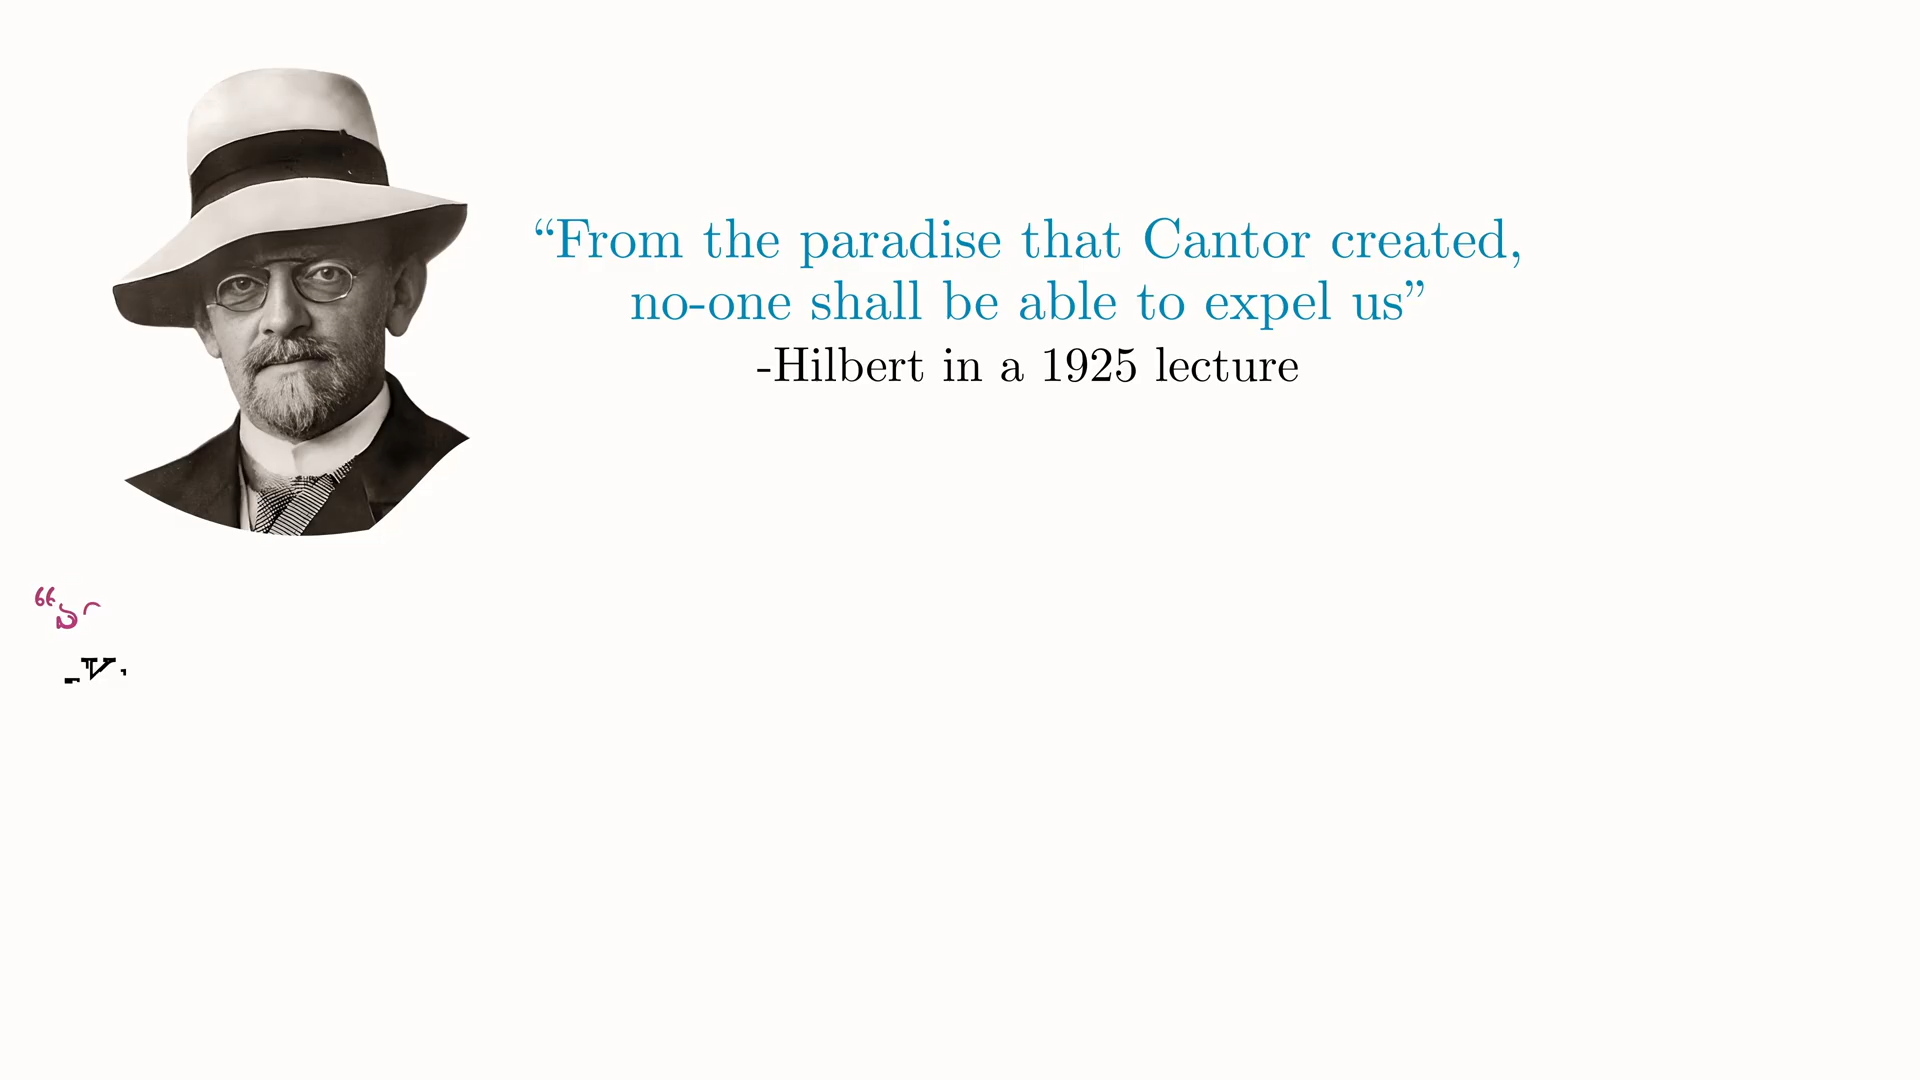 “From the paradise that Cantor created,
no-one shall be able to expel us”
-Hilbert in a 1925 lecture